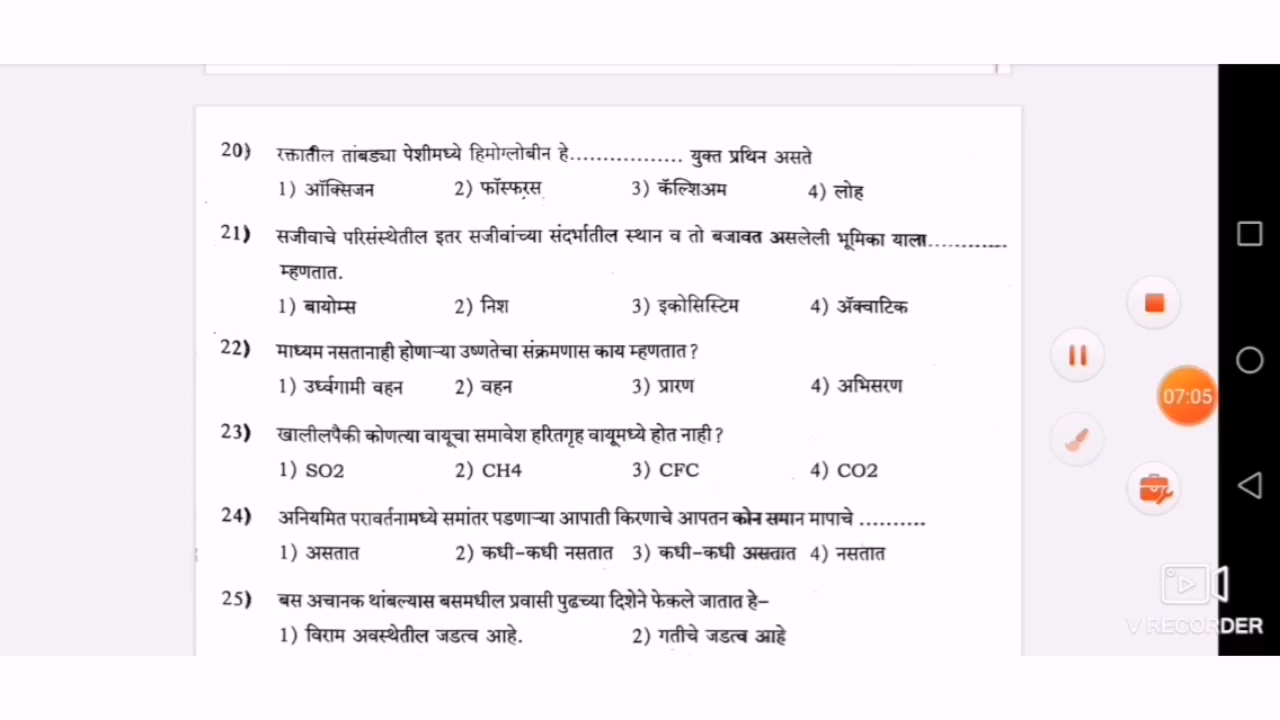 20) रक्तातील तांबड्या पेशीमध्ये हिमोग्लोबीन हे................. युक्त प्रथिन असते
1) ऑक्सिजन 2) फॉस्फरस 3) कॅल्शिअम 4) लोह
21) सजीवाचे परिसंस्थेतील इतर सजीवांच्या संदर्भातील स्थान व तो बजावत असलेली भूमिका याला............
म्हणतात.
1) बायोम्स 2) निश 3) इकोसिस्टिम 4) ॲक्वाटिक
22) माध्यम नसतानाही होणाऱ्या उष्णतेचा संक्रमणास काय म्हणतात?
1) उर्ध्वगामी वहन 2) वहन 3) प्रारण 4) अभिसरण
23) खालीलपैकी कोणत्या वायूचा समावेश हरितगृह वायूमध्ये होत नाही?
1) SO2 2) CH4 3) CFC 4) CO2
24) अनियमित परावर्तनामध्ये समांतर पडणाऱ्या आपाती किरणाचे आपतन कोन समान मापाचे ..........
1) असतात 2) कधी-कधी नसतात 3) कधी-कधी असतात 4) नसतात
25) बस अचानक थांबल्यास बसमधील प्रवासी पुढच्या दिशेने फेकले जातात हे-
1) विराम अवस्थेतील जडत्व आहे. 2) गतीचे जडत्व आहे
07:05
V RECORDER